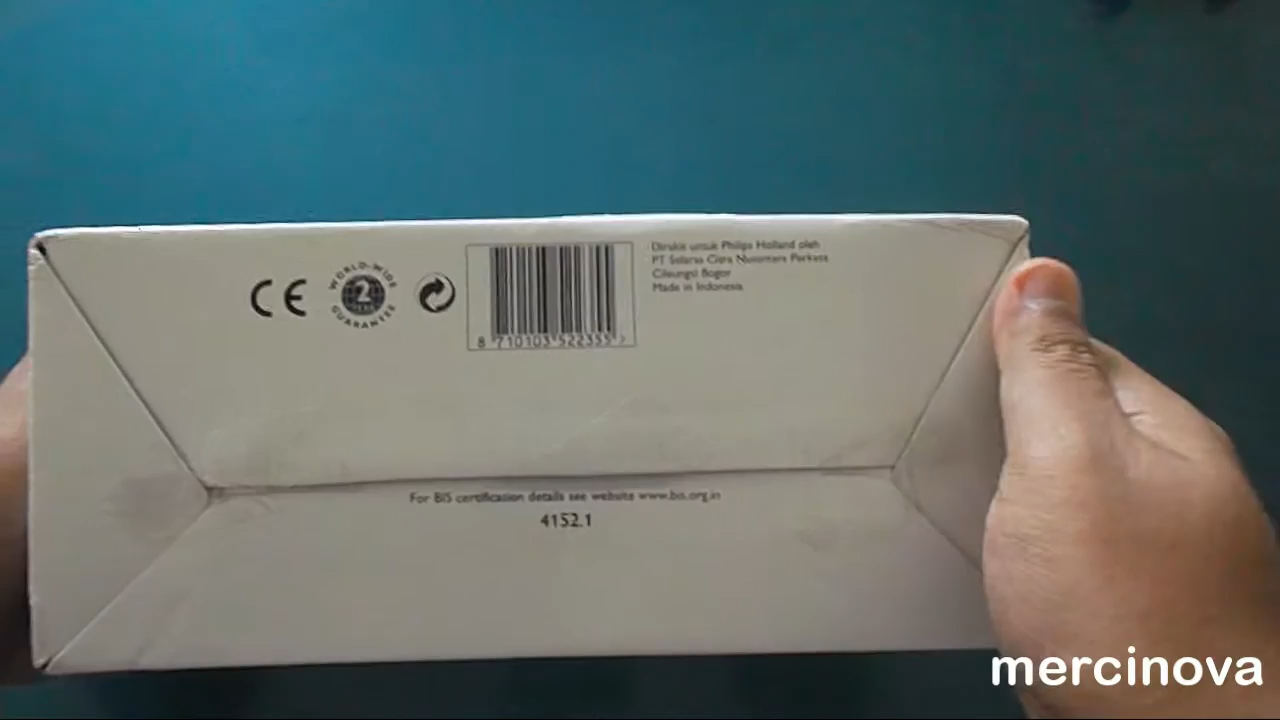 CE
WORLD-WIDE
2
GUARANTEE
8 710103 522355 >
Dirakit untuk Philips Holland oleh
PT Selaras Citra Nusantara Perkasa
Cileungsi Bogor
Made in Indonesia
For BIS certification details see website www.bis.org.in
4152.1
mercinova